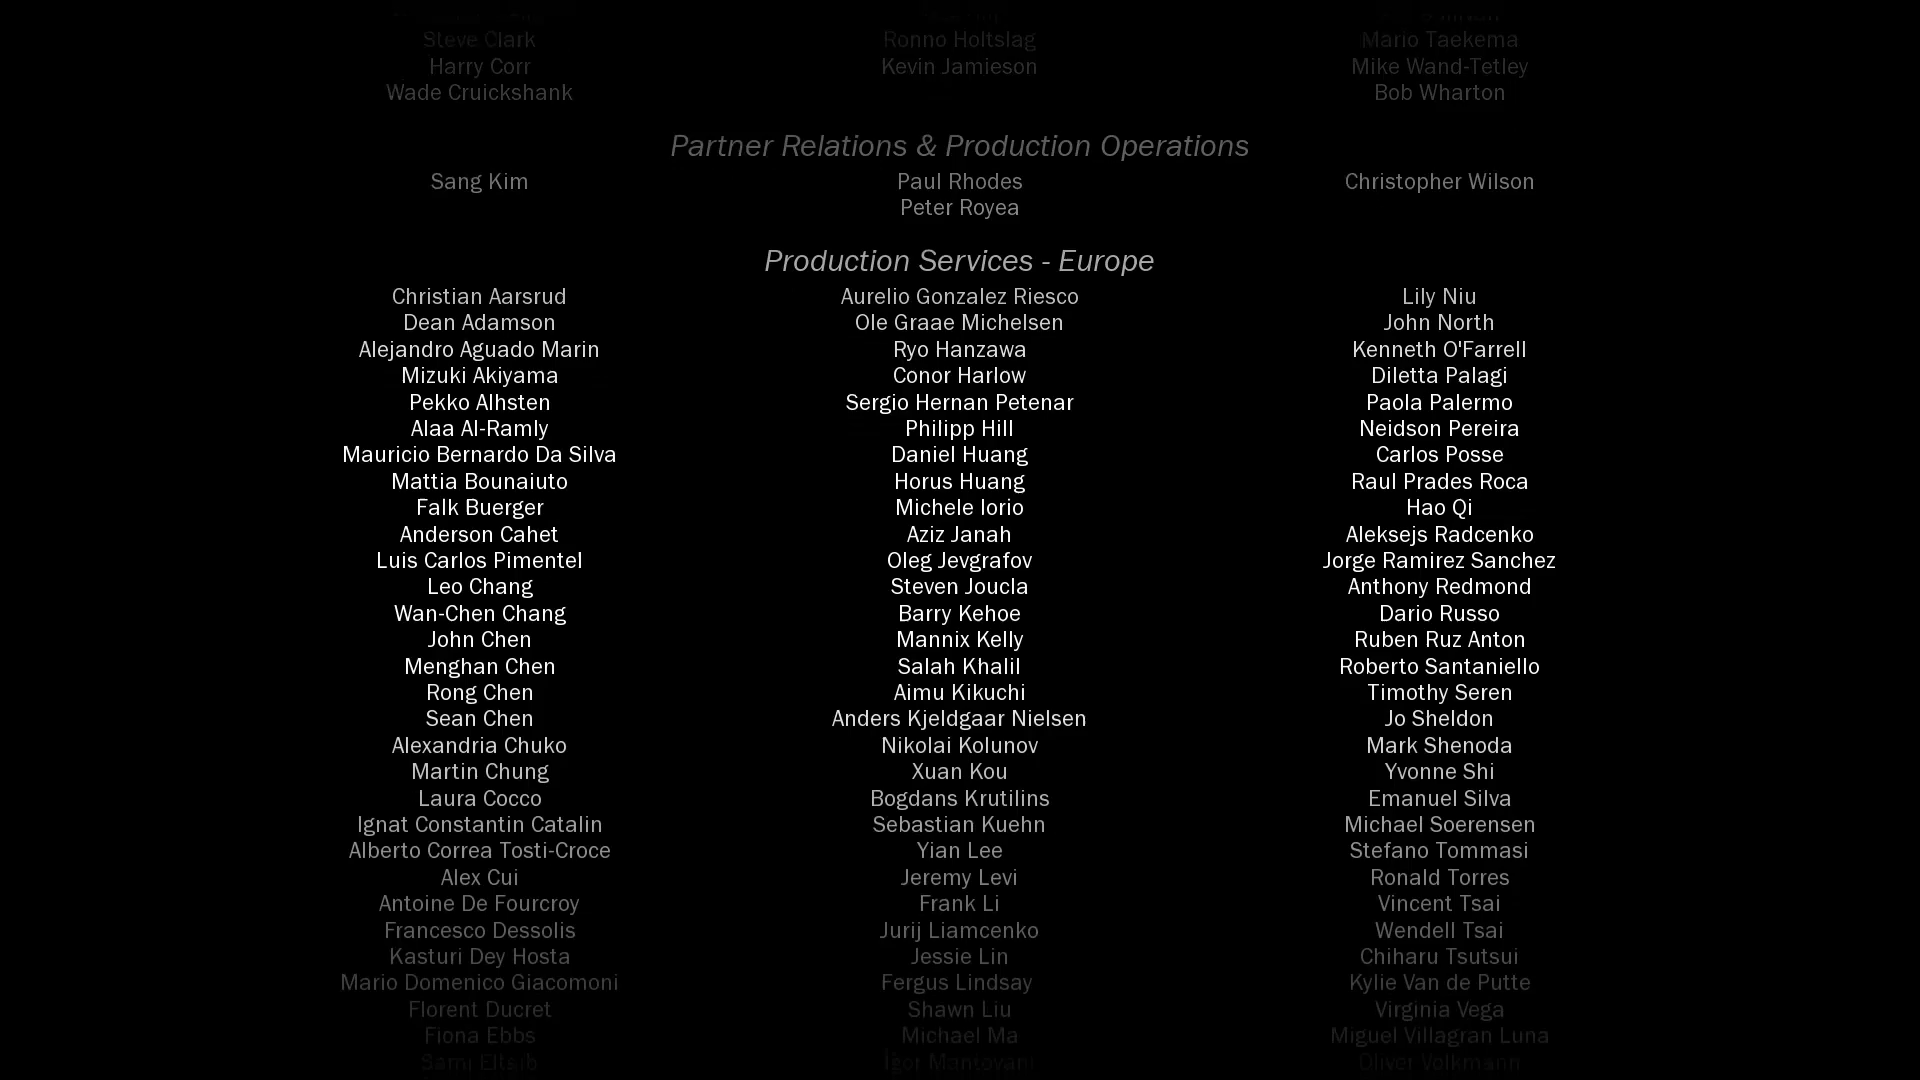 Steve Clark Ronno Holtslag Mario Taekema
Harry Corr Kevin Jamieson Mike Wand-Tetley
Wade Cruickshank Bob Wharton
Partner Relations & Production Operations
Sang Kim Paul Rhodes Christopher Wilson
Peter Royea
Production Services - Europe
Christian Aarsrud Aurelio Gonzalez Riesco Lily Niu
Dean Adamson Ole Graae Michelsen John North
Alejandro Aguado Marin Ryo Hanzawa Kenneth O'Farrell
Mizuki Akiyama Conor Harlow Diletta Palagi
Pekko Alhsten Sergio Hernan Petenar Paola Palermo
Alaa Al-Ramly Philipp Hill Neidson Pereira
Mauricio Bernardo Da Silva Daniel Huang Carlos Posse
Mattia Bounaiuto Horus Huang Raul Prades Roca
Falk Buerger Michele Iorio Hao Qi
Anderson Cahet Aziz Janah Aleksejs Radcenko
Luis Carlos Pimentel Oleg Jevgrafov Jorge Ramirez Sanchez
Leo Chang Steven Joucla Anthony Redmond
Wan-Chen Chang Barry Kehoe Dario Russo
John Chen Mannix Kelly Ruben Ruz Anton
Menghan Chen Salah Khalil Roberto Santaniello
Rong Chen Aimu Kikuchi Timothy Seren
Sean Chen Anders Kjeldgaar Nielsen Jo Sheldon
Alexandria Chuko Nikolai Kolunov Mark Shenoda
Martin Chung Xuan Kou Yvonne Shi
Laura Cocco Bogdans Krutilins Emanuel Silva
Ignat Constantin Catalin Sebastian Kuehn Michael Soerensen
Alberto Correa Tosti-Croce Yian Lee Stefano Tommasi
Alex Cui Jeremy Levi Ronald Torres
Antoine De Fourcroy Frank Li Vincent Tsai
Francesco Dessolis Jurij Liamcenko Wendell Tsai
Kasturi Dey Hosta Jessie Lin Chiharu Tsutsui
Mario Domenico Giacomoni Fergus Lindsay Kylie Van de Putte
Florent Ducret Shawn Liu Virginia Vega
Fiona Ebbs Michael Ma Miguel Villagran Luna
Igor Mantovani Oliver Volkmann